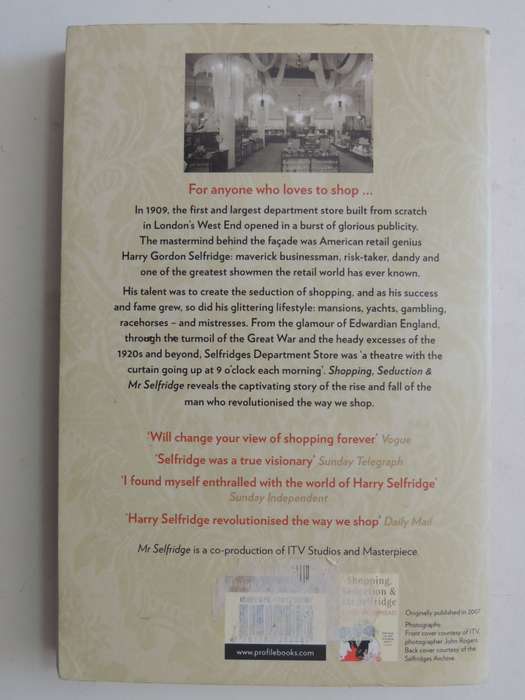 For anyone who loves to shop ...
In 1909, the first and largest department store built from scratch
in London's West End opened in a burst of glorious publicity.
The mastermind behind the façade was American retail genius
Harry Gordon Selfridge: maverick businessman, risk-taker, dandy and
one of the greatest showmen the retail world has ever known.
His talent was to create the seduction of shopping, and as his success
and fame grew, so did his glittering lifestyle: mansions, yachts, gambling,
racehorses – and mistresses. From the glamour of Edwardian England,
through the turmoil of the Great War and the heady excesses of the
1920s and beyond, Selfridges Department Store was 'a theatre with the
curtain going up at 9 o'clock each morning'. Shopping, Seduction &
Mr Selfridge reveals the captivating story of the rise and fall of the
man who revolutionised the way we shop.
'Will change your view of shopping forever' Vogue
'Selfridge was a true visionary' Sunday Telegraph
'I found myself enthralled with the world of Harry Selfridge'
Sunday Independent
'Harry Selfridge revolutionised the way we shop' Daily Mail
Mr Selfridge is a co-production of ITV Studios and Masterpiece.
Shopping,
Seduction &
Mr Selfridge
www.profilebooks.com
Originally published in 2007
Photographs:
Front cover courtesy of ITV,
photographer John Rogers
Back cover courtesy of the
Selfridges Archive.